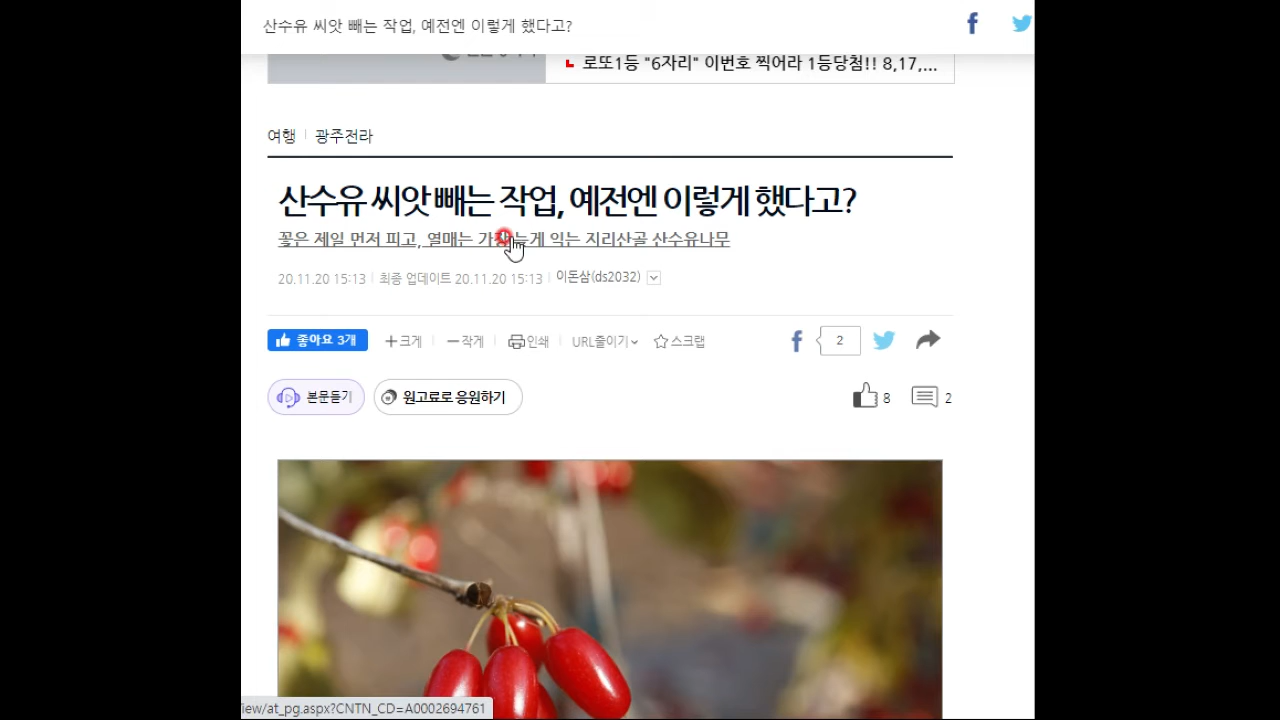 산수유 씨앗 빼는 작업, 예전엔 이렇게 했다고?
로또1등 "6자리" 이번호 찍어라 1등당첨!! 8,17,...
여행 광주전라
산수유 씨앗 빼는 작업, 예전엔 이렇게 했다고?
꽃은 제일 먼저 피고, 열매는 가장 늦게 익는 지리산골 산수유나무
20.11.20 15:13 최종 업데이트 20.11.20 15:13 이돈삼(ds2032)
좋아요 3개 크게 작게 인쇄 URL줄이기 스크랩 2
본문듣기 원고료로 응원하기 8 2
iew/at_pg.aspx?CNTN_CD=A0002694761